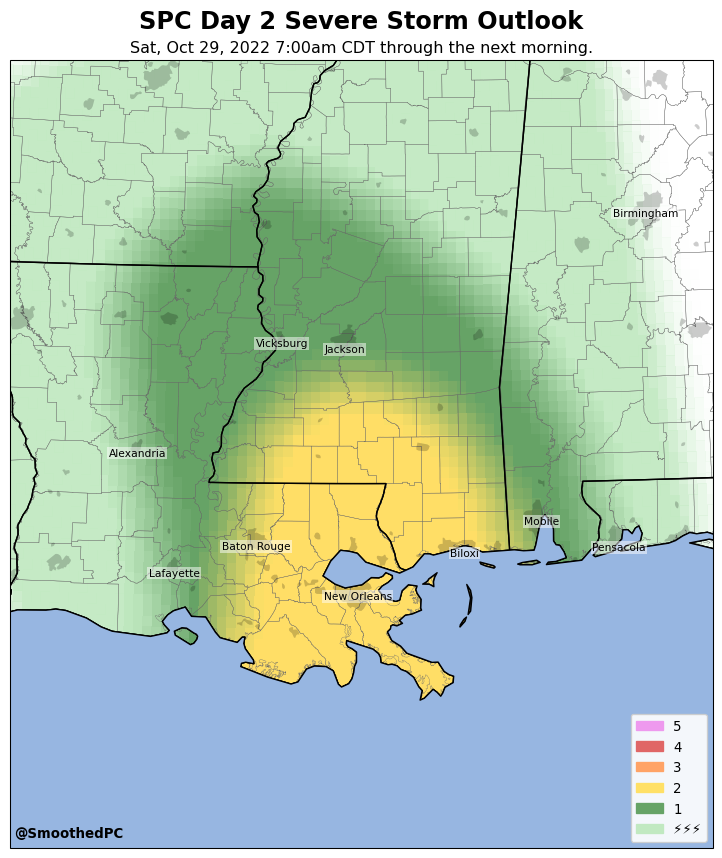 SPC Day 2 Severe Storm Outlook
Sat, Oct 29, 2022 7:00am CDT through the next morning.
Birmingham
Vicksburg
Jackson
Alexandria
Mobile
Baton Rouge
Biloxi
Pensacola
Lafayette
New Orleans
5
4
3
2
1
⚡⚡⚡
@SmoothedPC